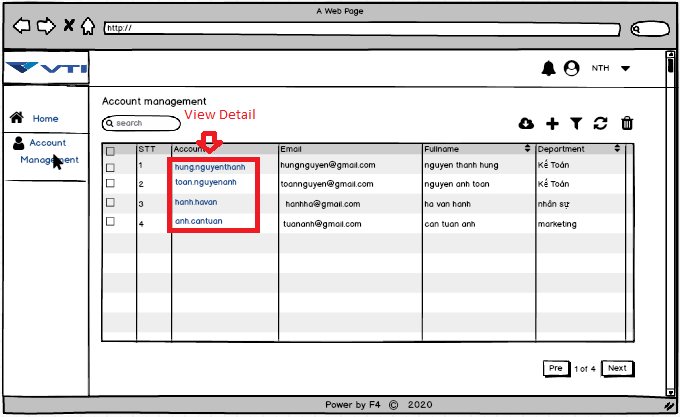 A Web Page
http://
VTI
NTH
Home
Account
Management
Account management
View Detail
search
STT Account Email Fullname Department
1 hung.nguyenthanh hungnguyen@gmail.com nguyen thanh hung Kế Toán
2 toan.nguyenanh toannguyen@gmail.com nguyen anh toan Kế Toán
3 hanh.havan hanhha@gmail.com ha van hanh nhân sự
4 anh.cantuan tuananh@gmail.com can tuan anh marketing
Pre 1 of 4 Next
Power by F4 © 2020